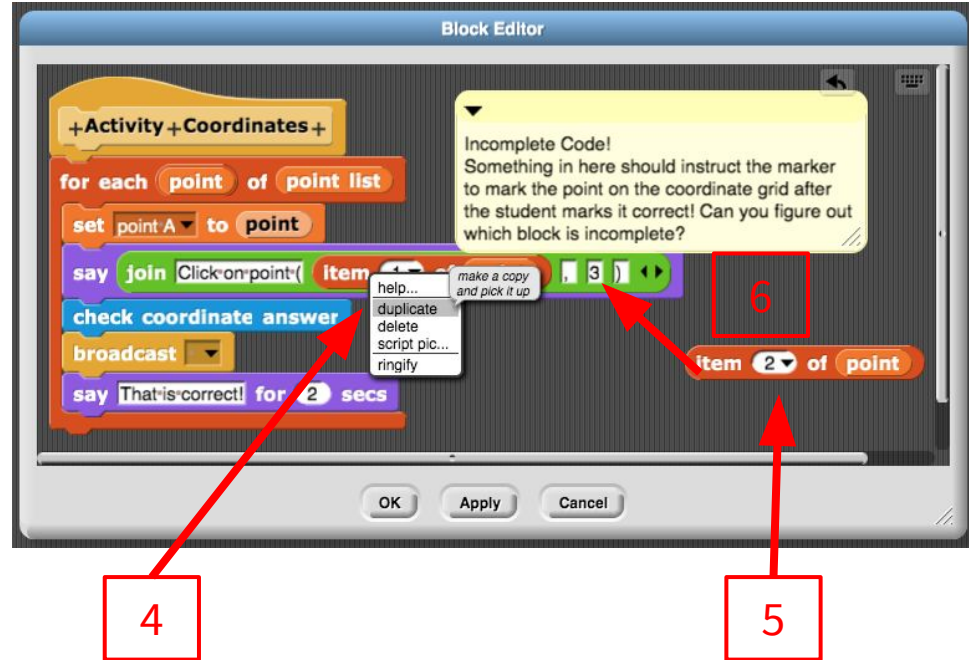 Block Editor
+Activity+Coordinates+
for each point of point list
set point A to point
say join Click on point ( item 1 of , 3 )
check coordinate answer
broadcast
say That is correct! for 2 secs
Incomplete Code!
Something in here should instruct the marker
to mark the point on the coordinate grid after
the student marks it correct! Can you figure out
which block is incomplete?
help...
duplicate
delete
script pic...
ringify
make a copy
and pick it up
6
item 2 of point
OK Apply Cancel
4
5